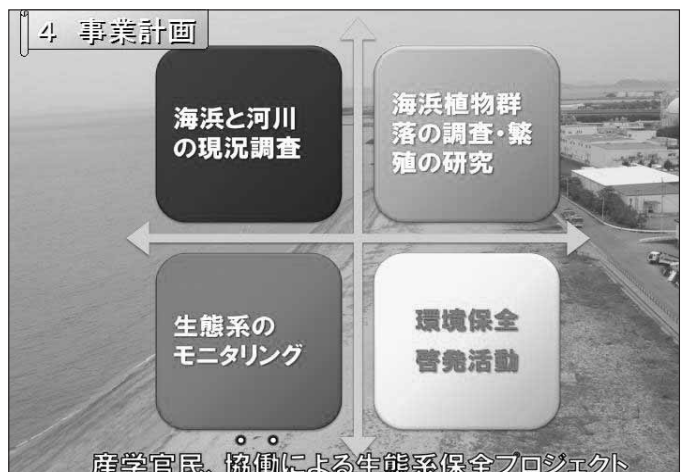 4 事業計画
海浜と河川
の現況調査
海浜植物群
落の調査・繁
殖の研究
生態系の
モニタリング
環境保全
啓発活動
産学官民、協働による生態系保全プロジェクト